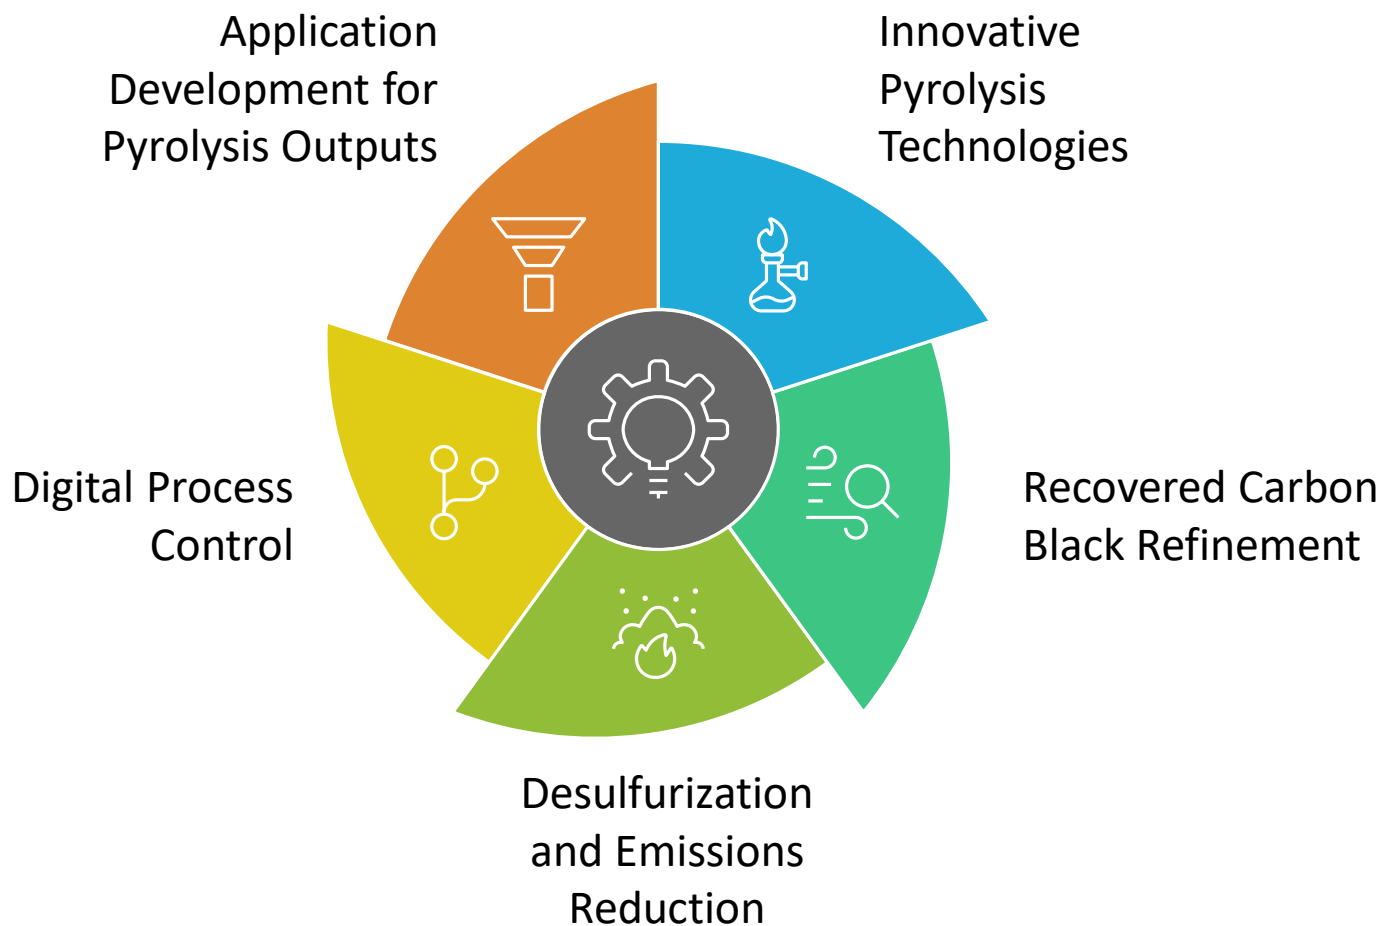 Application
Development for
Pyrolysis Outputs
Innovative
Pyrolysis
Technologies
Digital Process
Control
Recovered Carbon
Black Refinement
Desulfurization
and Emissions
Reduction